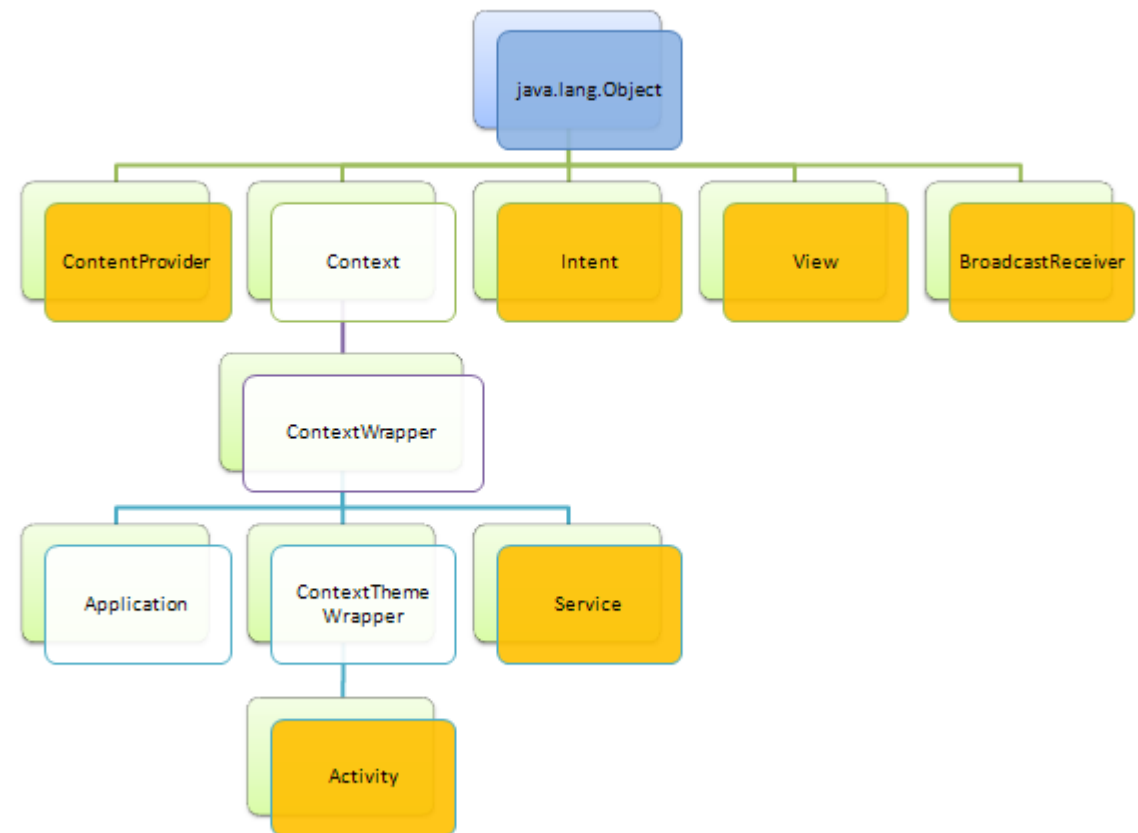 java.lang.Object
ContentProvider
Context
Intent
View
BroadcastReceiver
ContextWrapper
Application
ContextTheme
Wrapper
Service
Activity